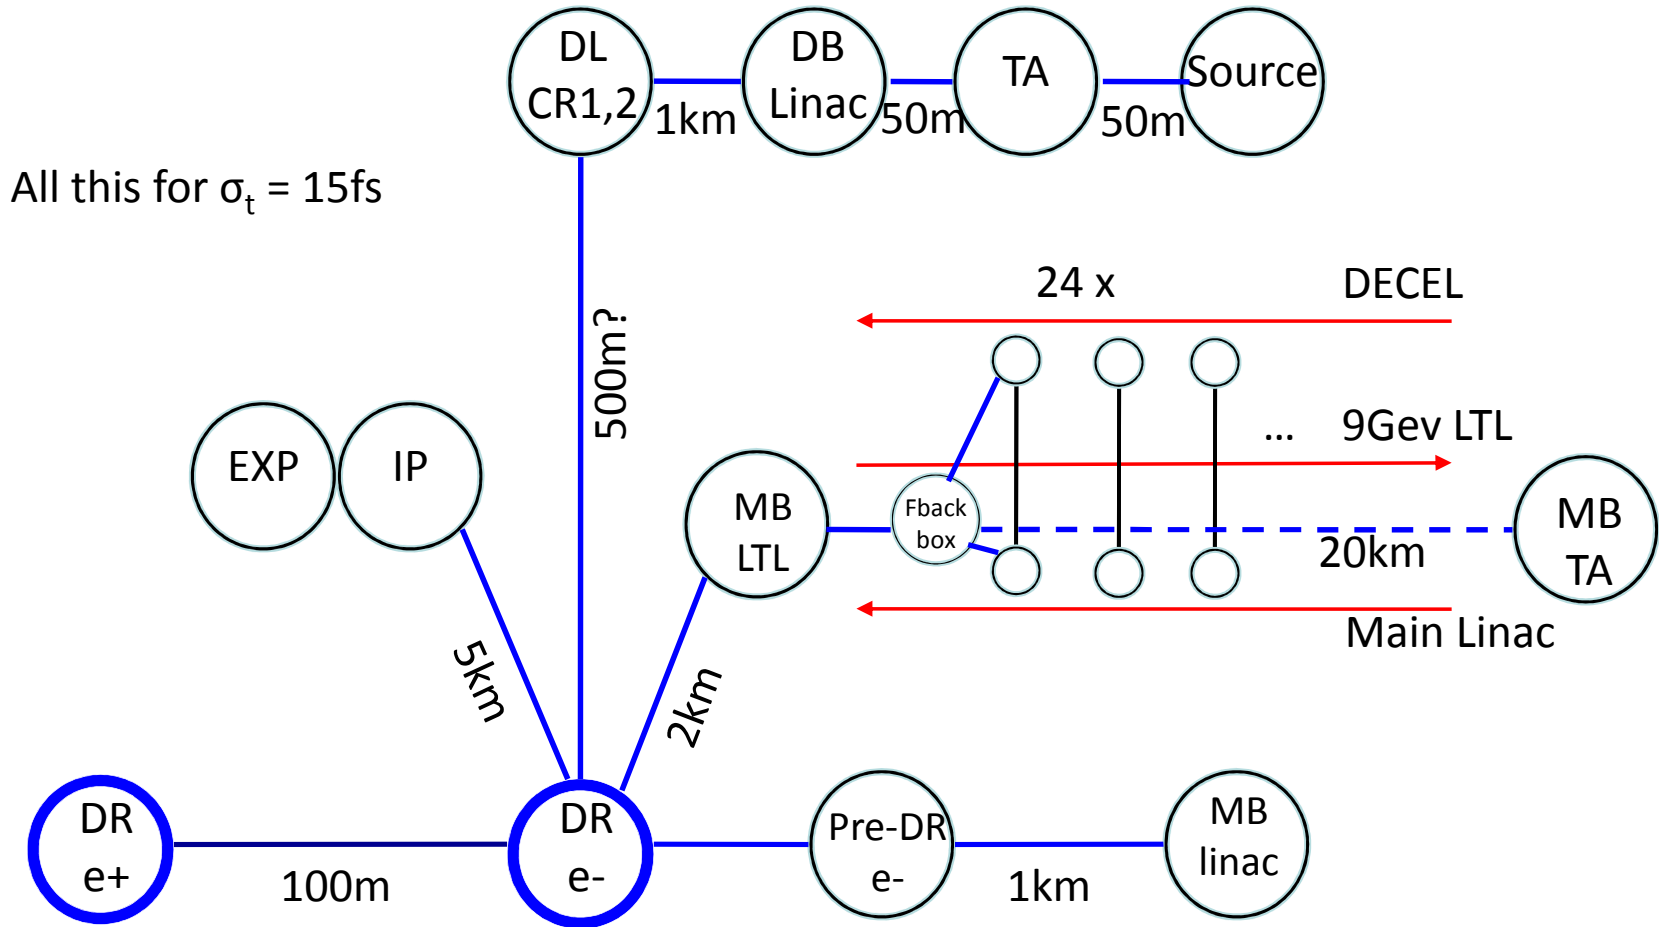 DL
CR1,2
1km
DB
Linac
50m
TA
50m
Source
All this for σt = 15fs
500m?
24 x
DECEL
EXP
IP
... 9Gev LTL
MB
LTL
Fback
box
20km
MB
TA
Main Linac
5km
2km
DR
e+
100m
DR
e-
Pre-DR
e-
1km
MB
linac